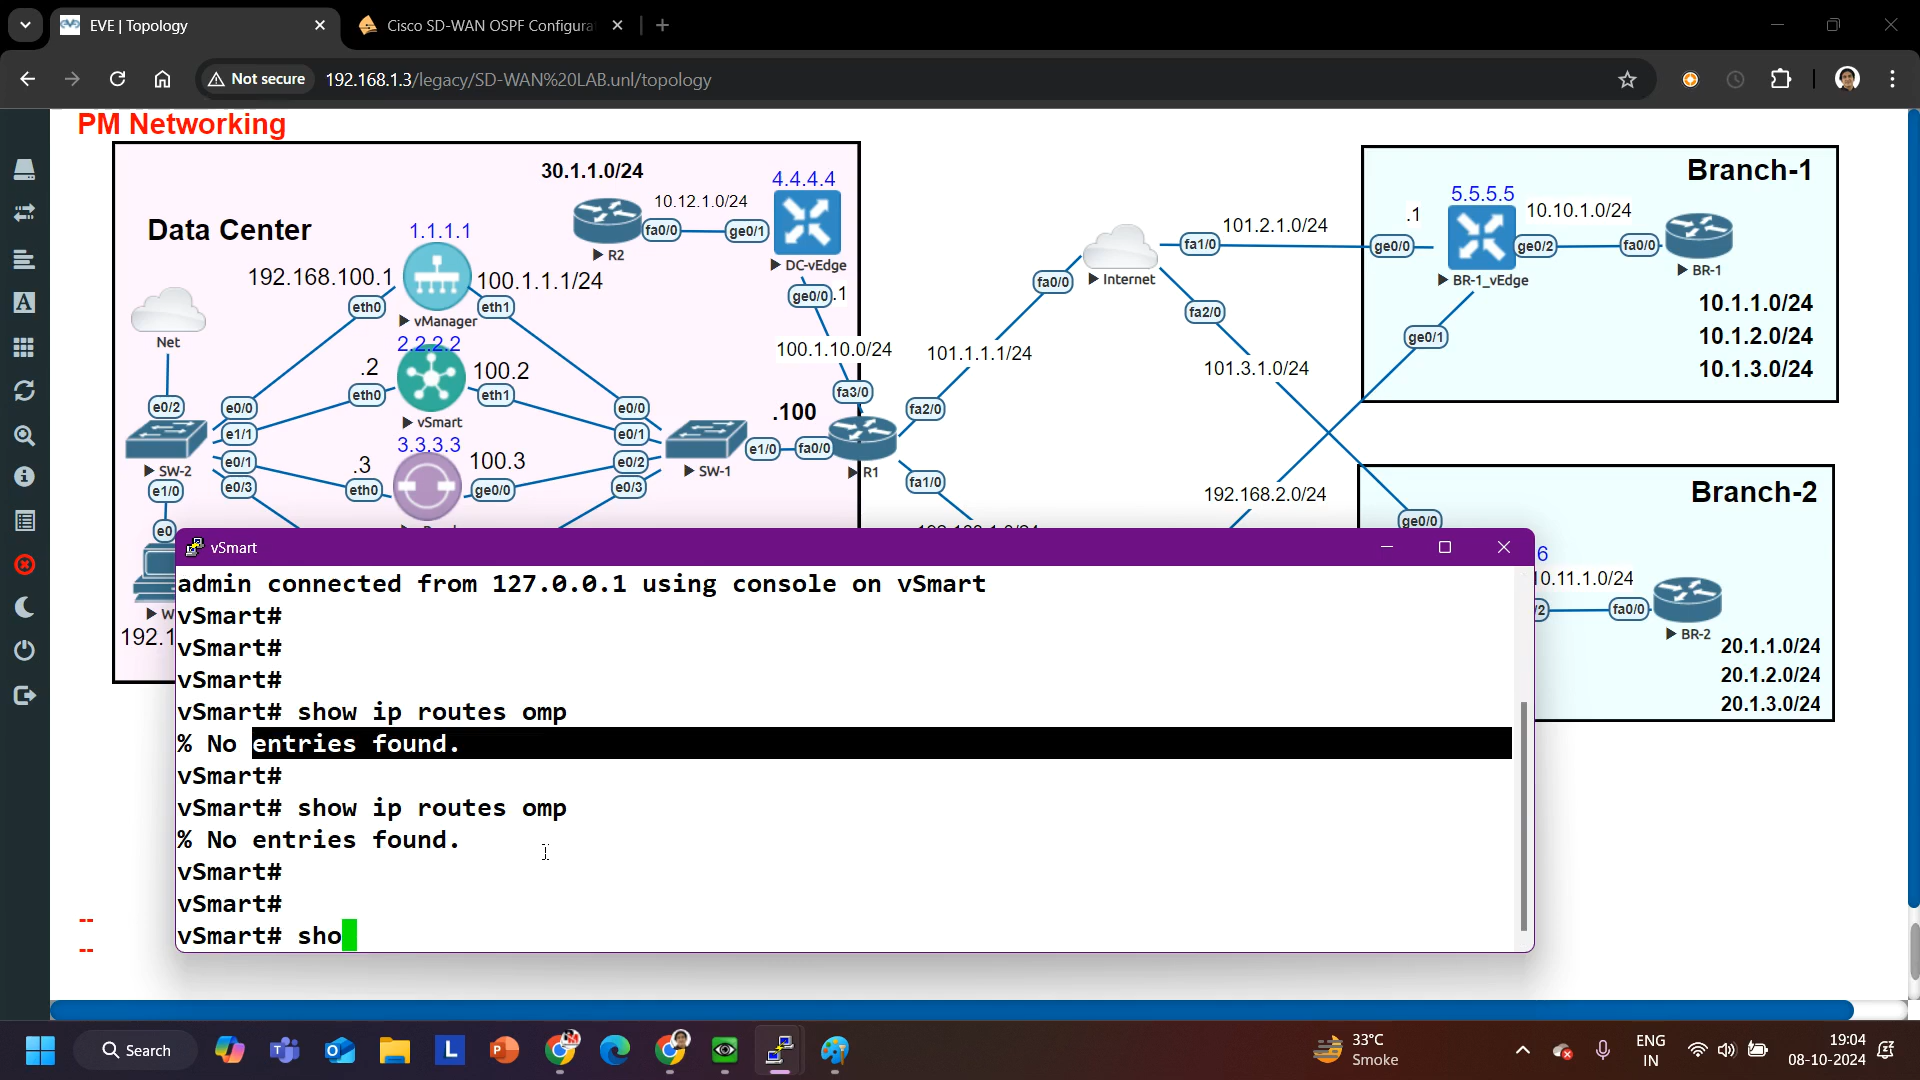 EVE | Topology
Cisco SD-WAN OSPF Configura
Not secure
192.168.1.3/legacy/SD-WAN%20LAB.unl/topology
PM Networking
Data Center
30.1.1.0/24
10.12.1.0/24
4.4.4.4
fa0/0
ge0/1
R2
DC-vEdge
ge0/0
.1
1.1.1.1
192.168.100.1
100.1.1.1/24
eth0
eth1
vManager
Net
2.2.2.2
.2
100.2
eth0
eth1
vSmart
3.3.3.3
.3
100.3
eth0
ge0/0
e0/2
e0/0
e1/1
e0/1
e0/3
SW-2
e1/0
e0
e0/0
e0/1
e0/2
e0/3
SW-1
e1/0
fa0/0
.100
100.1.10.0/24
fa3/0
R1
fa2/0
fa1/0
101.1.1.1/24
fa0/0
Internet
fa1/0
101.2.1.0/24
fa2/0
101.3.1.0/24
192.168.2.0/24
Branch-1
5.5.5.5
.1
ge0/0
10.10.1.0/24
ge0/2
fa0/0
BR-1_vEdge
BR-1
ge0/1
10.1.1.0/24
10.1.2.0/24
10.1.3.0/24
Branch-2
ge0/0
6
10.11.1.0/24
/2
fa0/0
BR-2
20.1.1.0/24
20.1.2.0/24
20.1.3.0/24
W
192.1
vSmart
admin connected from 127.0.0.1 using console on vSmart
vSmart#
vSmart#
vSmart#
vSmart# show ip routes omp
% No entries found.
vSmart#
vSmart# show ip routes omp
% No entries found.
vSmart#
vSmart#
vSmart# sho
--
--
Search
33°C
Smoke
ENG
IN
19:04
08-10-2024